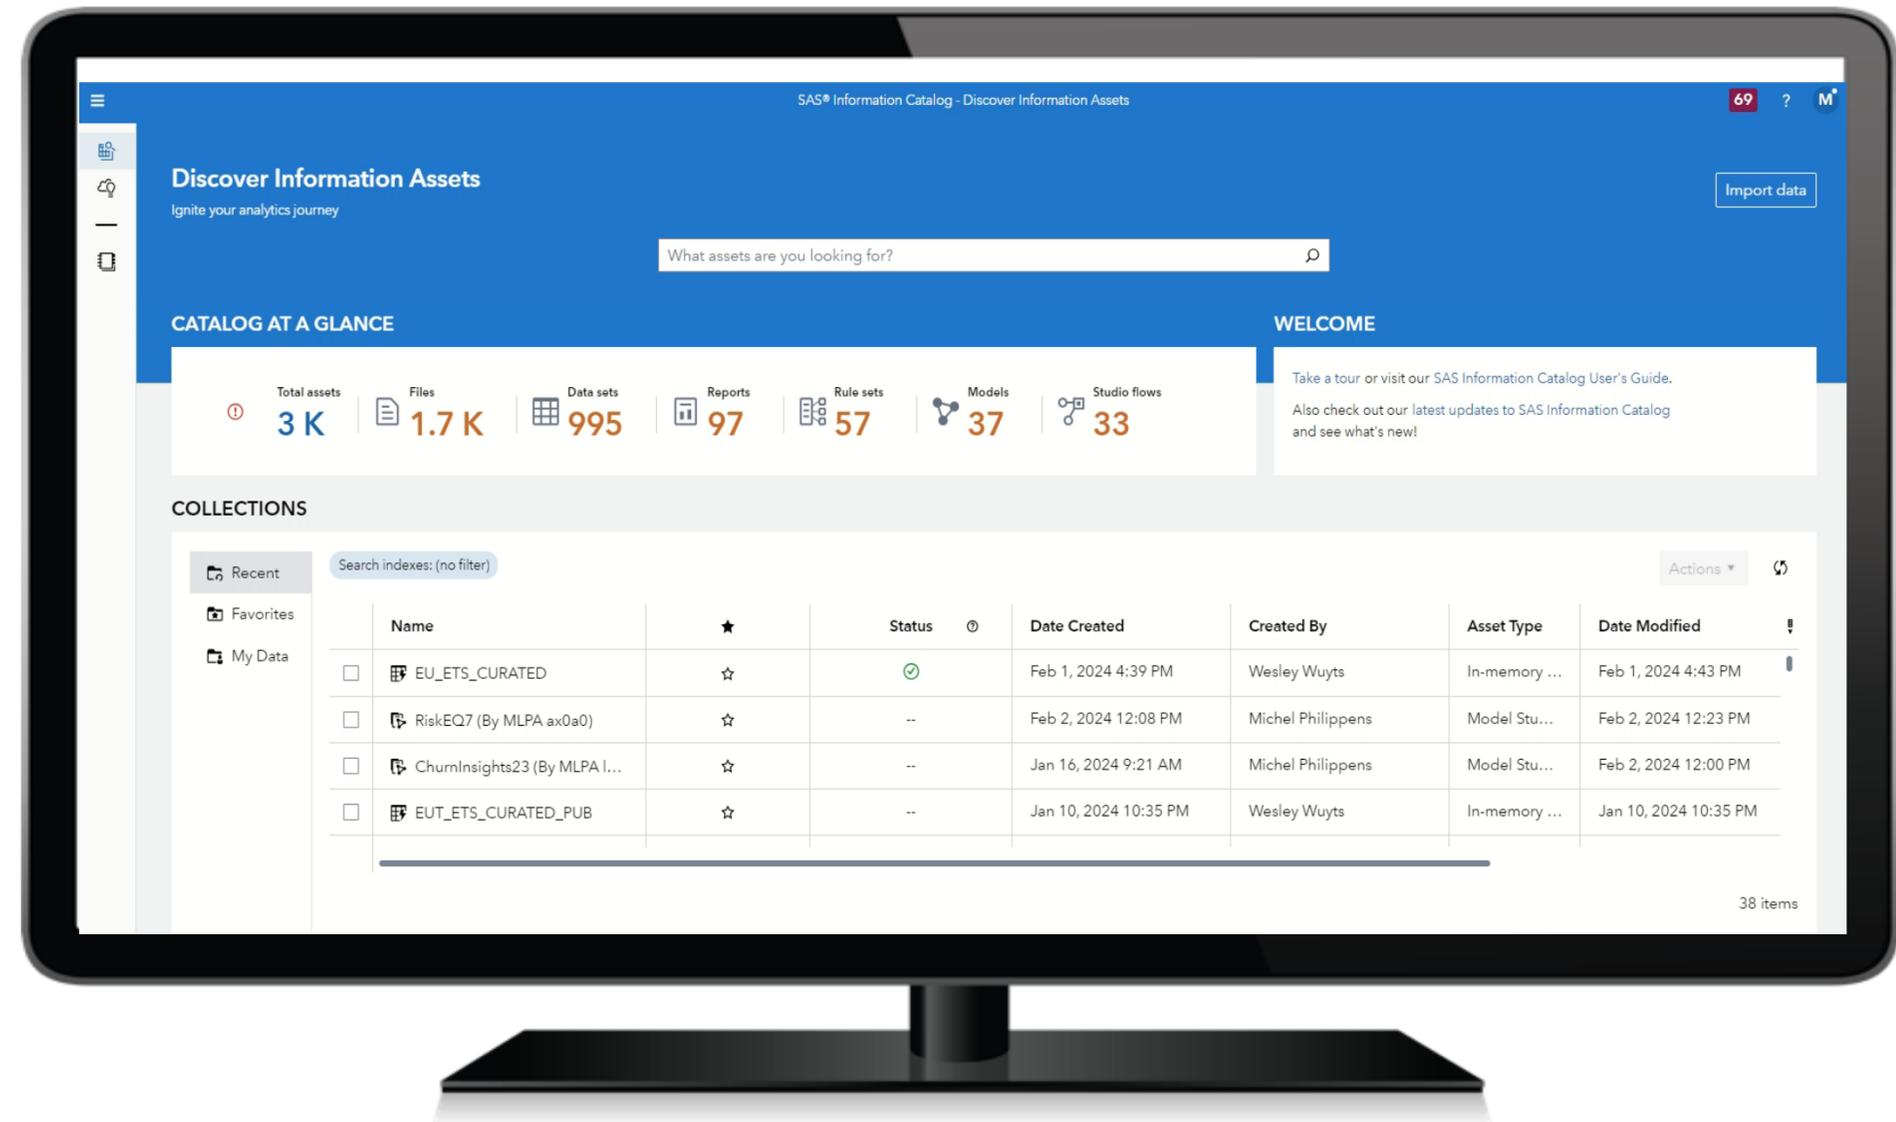 SAS® Information Catalog - Discover Information Assets
69
?
M
Discover Information Assets
Ignite your analytics journey
Import data
What assets are you looking for?
CATALOG AT A GLANCE
WELCOME
Total assets
3 K
Files
1.7 K
Data sets
995
Reports
97
Rule sets
57
Models
37
Studio flows
33
Take a tour or visit our SAS Information Catalog User's Guide.
Also check out our latest updates to SAS Information Catalog
and see what's new!
COLLECTIONS
Recent
Favorites
My Data
Search indexes: (no filter)
Actions
Name Status Date Created Created By Asset Type Date Modified
EU_ETS_CURATED Feb 1, 2024 4:39 PM Wesley Wuyts In-memory ... Feb 1, 2024 4:43 PM
RiskEQ7 (By MLPA ax0a0) -- Feb 2, 2024 12:08 PM Michel Philippens Model Stu... Feb 2, 2024 12:23 PM
ChurnInsights23 (By MLPA l... -- Jan 16, 2024 9:21 AM Michel Philippens Model Stu... Feb 2, 2024 12:00 PM
EUT_ETS_CURATED_PUB -- Jan 10, 2024 10:35 PM Wesley Wuyts In-memory ... Jan 10, 2024 10:35 PM
38 items